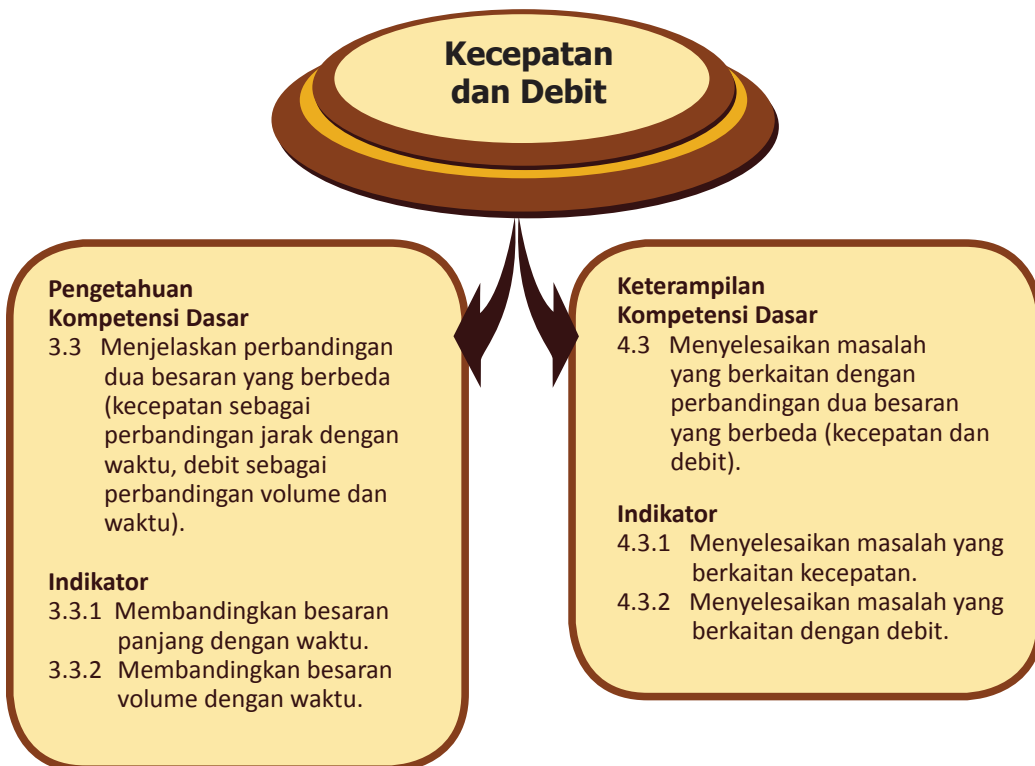 Kecepatan
dan Debit
Pengetahuan
Kompetensi Dasar
3.3 Menjelaskan perbandingan
dua besaran yang berbeda
(kecepatan sebagai
perbandingan jarak dengan
waktu, debit sebagai
perbandingan volume dan
waktu).
Indikator
3.3.1 Membandingkan besaran
panjang dengan waktu.
3.3.2 Membandingkan besaran
volume dengan waktu.
Keterampilan
Kompetensi Dasar
4.3 Menyelesaikan masalah
yang berkaitan dengan
perbandingan dua besaran
yang berbeda (kecepatan dan
debit).
Indikator
4.3.1 Menyelesaikan masalah yang
berkaitan kecepatan.
4.3.2 Menyelesaikan masalah yang
berkaitan dengan debit.